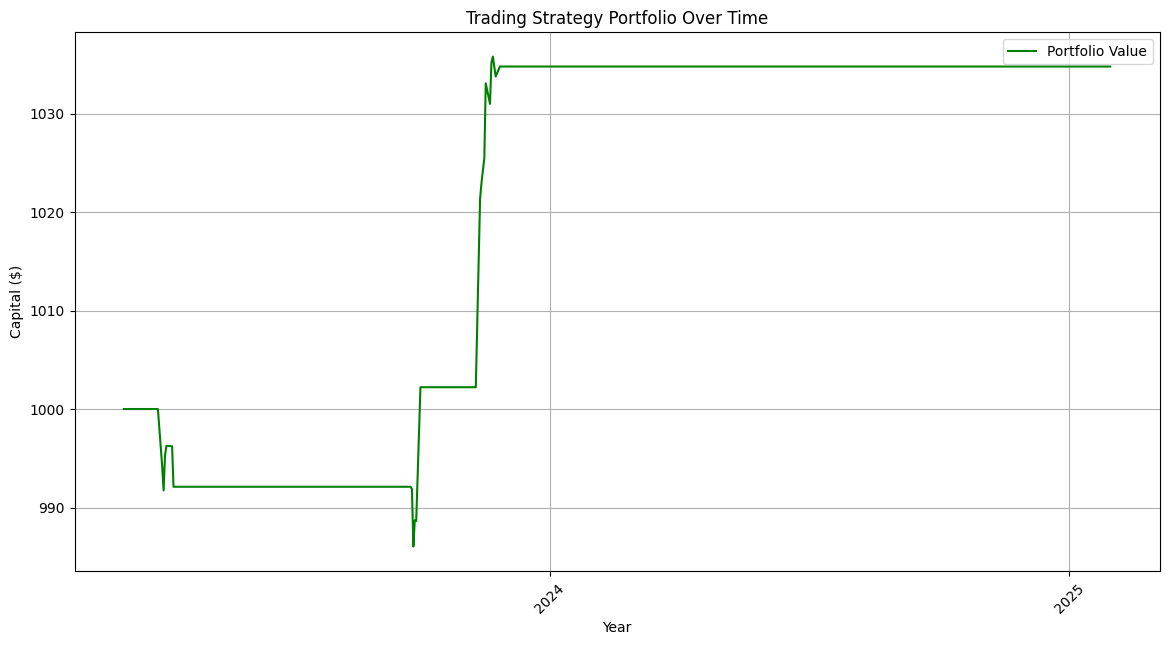 Trading Strategy Portfolio Over Time
Portfolio Value
1030
1020
1010
1000
990
Capital ($)
2024
2025
Year